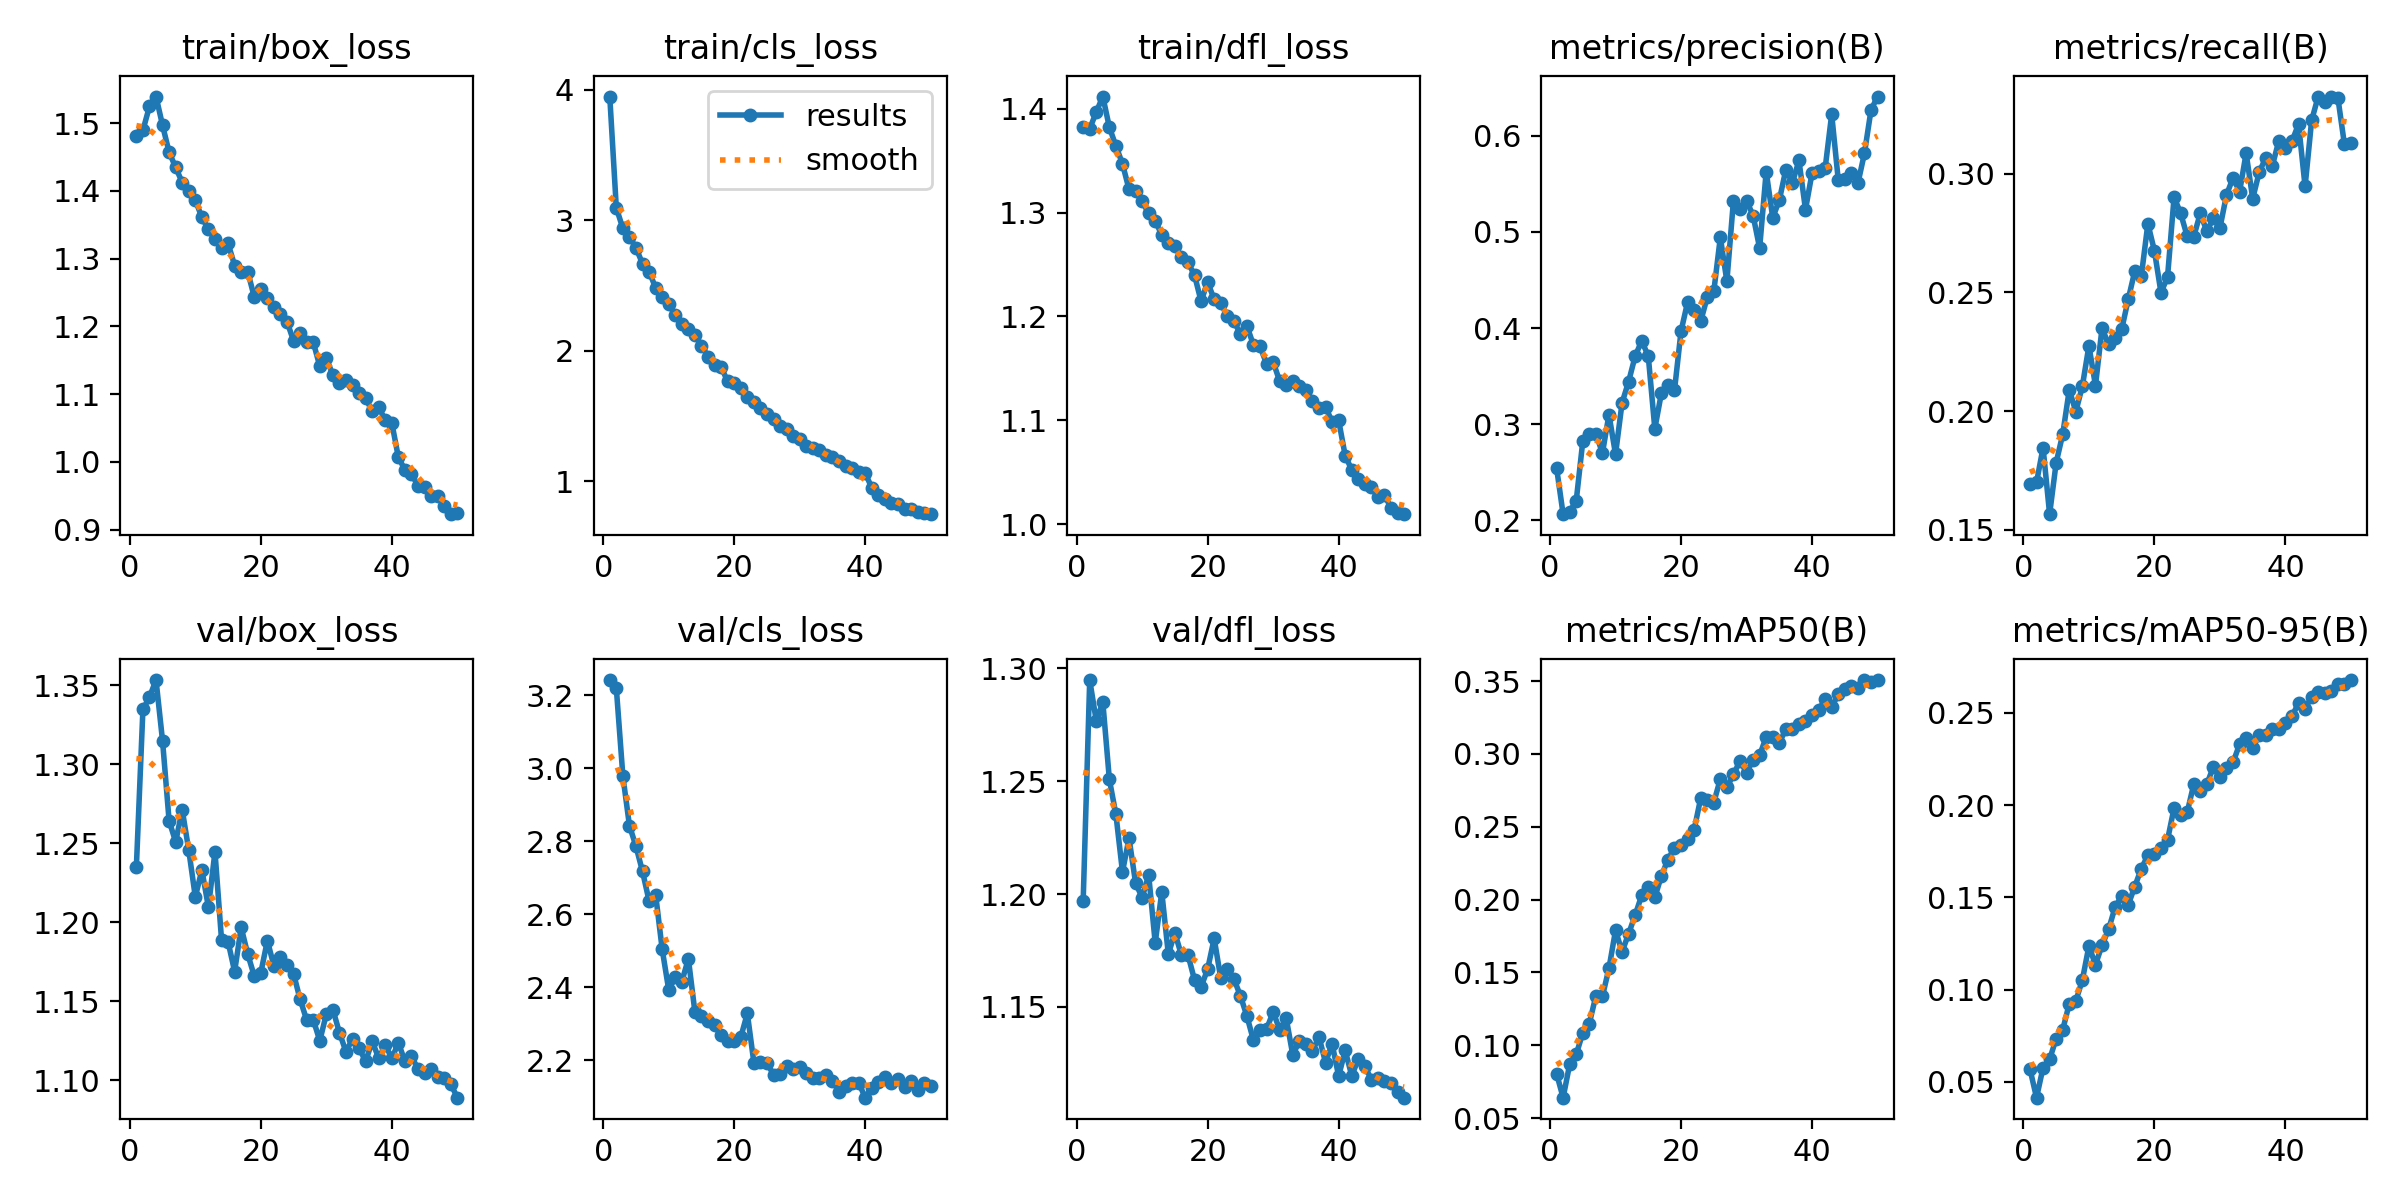 train/box_loss
1.5
1.4
1.3
1.2
1.1
1.0
0.9
0 20 40
train/cls_loss
results
smooth
4
3
2
1
0 20 40
train/dfl_loss
1.4
1.3
1.2
1.1
1.0
0 20 40
metrics/precision(B)
0.6
0.5
0.4
0.3
0.2
0 20 40
metrics/recall(B)
0.30
0.25
0.20
0.15
0 20 40
val/box_loss
1.35
1.30
1.25
1.20
1.15
1.10
0 20 40
val/cls_loss
3.2
3.0
2.8
2.6
2.4
2.2
0 20 40
val/dfl_loss
1.30
1.25
1.20
1.15
0 20 40
metrics/mAP50(B)
0.35
0.30
0.25
0.20
0.15
0.10
0.05
0 20 40
metrics/mAP50-95(B)
0.25
0.20
0.15
0.10
0.05
0 20 40